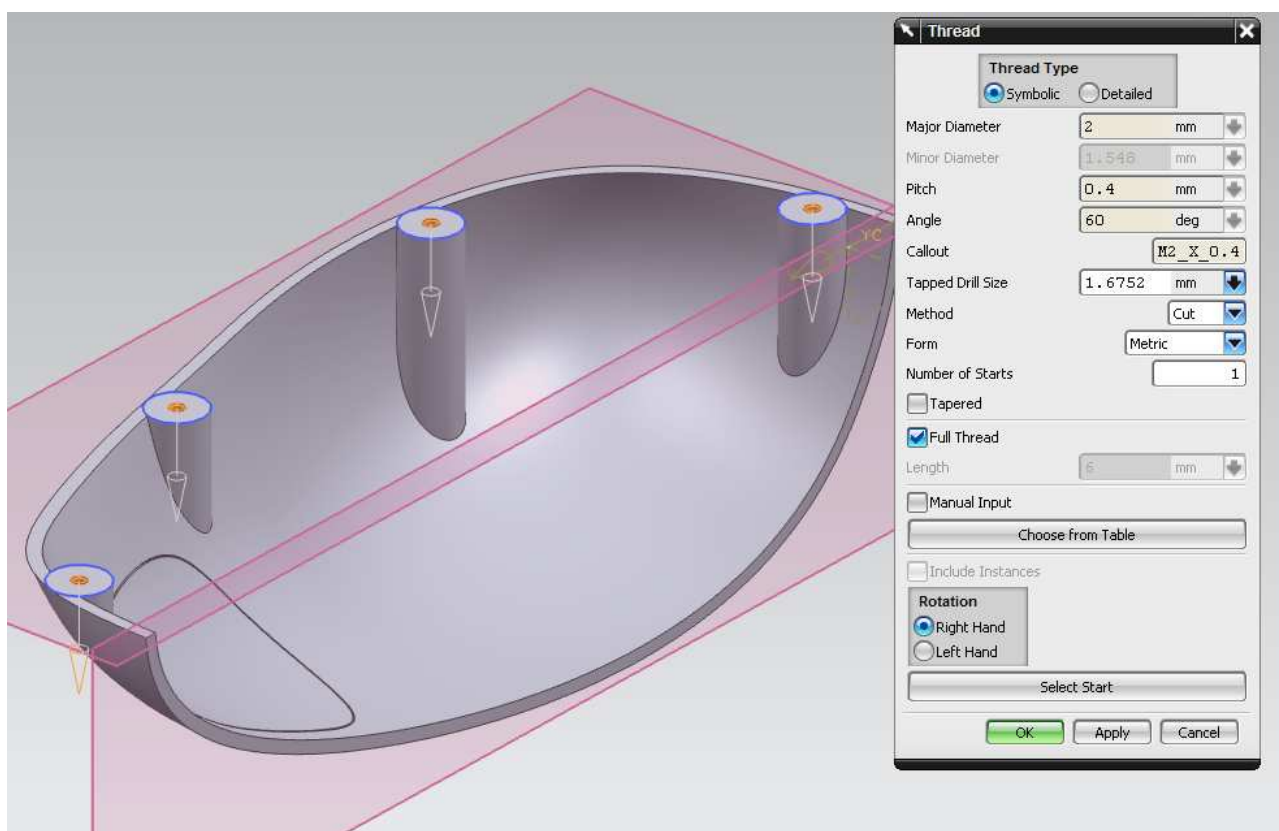 Thread
Thread Type
Symbolic Detailed
Major Diameter 2 mm
Minor Diameter 1.548 mm
Pitch 0.4 mm
Angle 60 deg
Callout M2_X_0.4
Tapped Drill Size 1.6752 mm
Method Cut
Form Metric
Number of Starts 1
Tapered
Full Thread
Length 6 mm
Manual Input
Choose from Table
Include Instances
Rotation
Right Hand
Left Hand
Select Start
OK Apply Cancel
YC